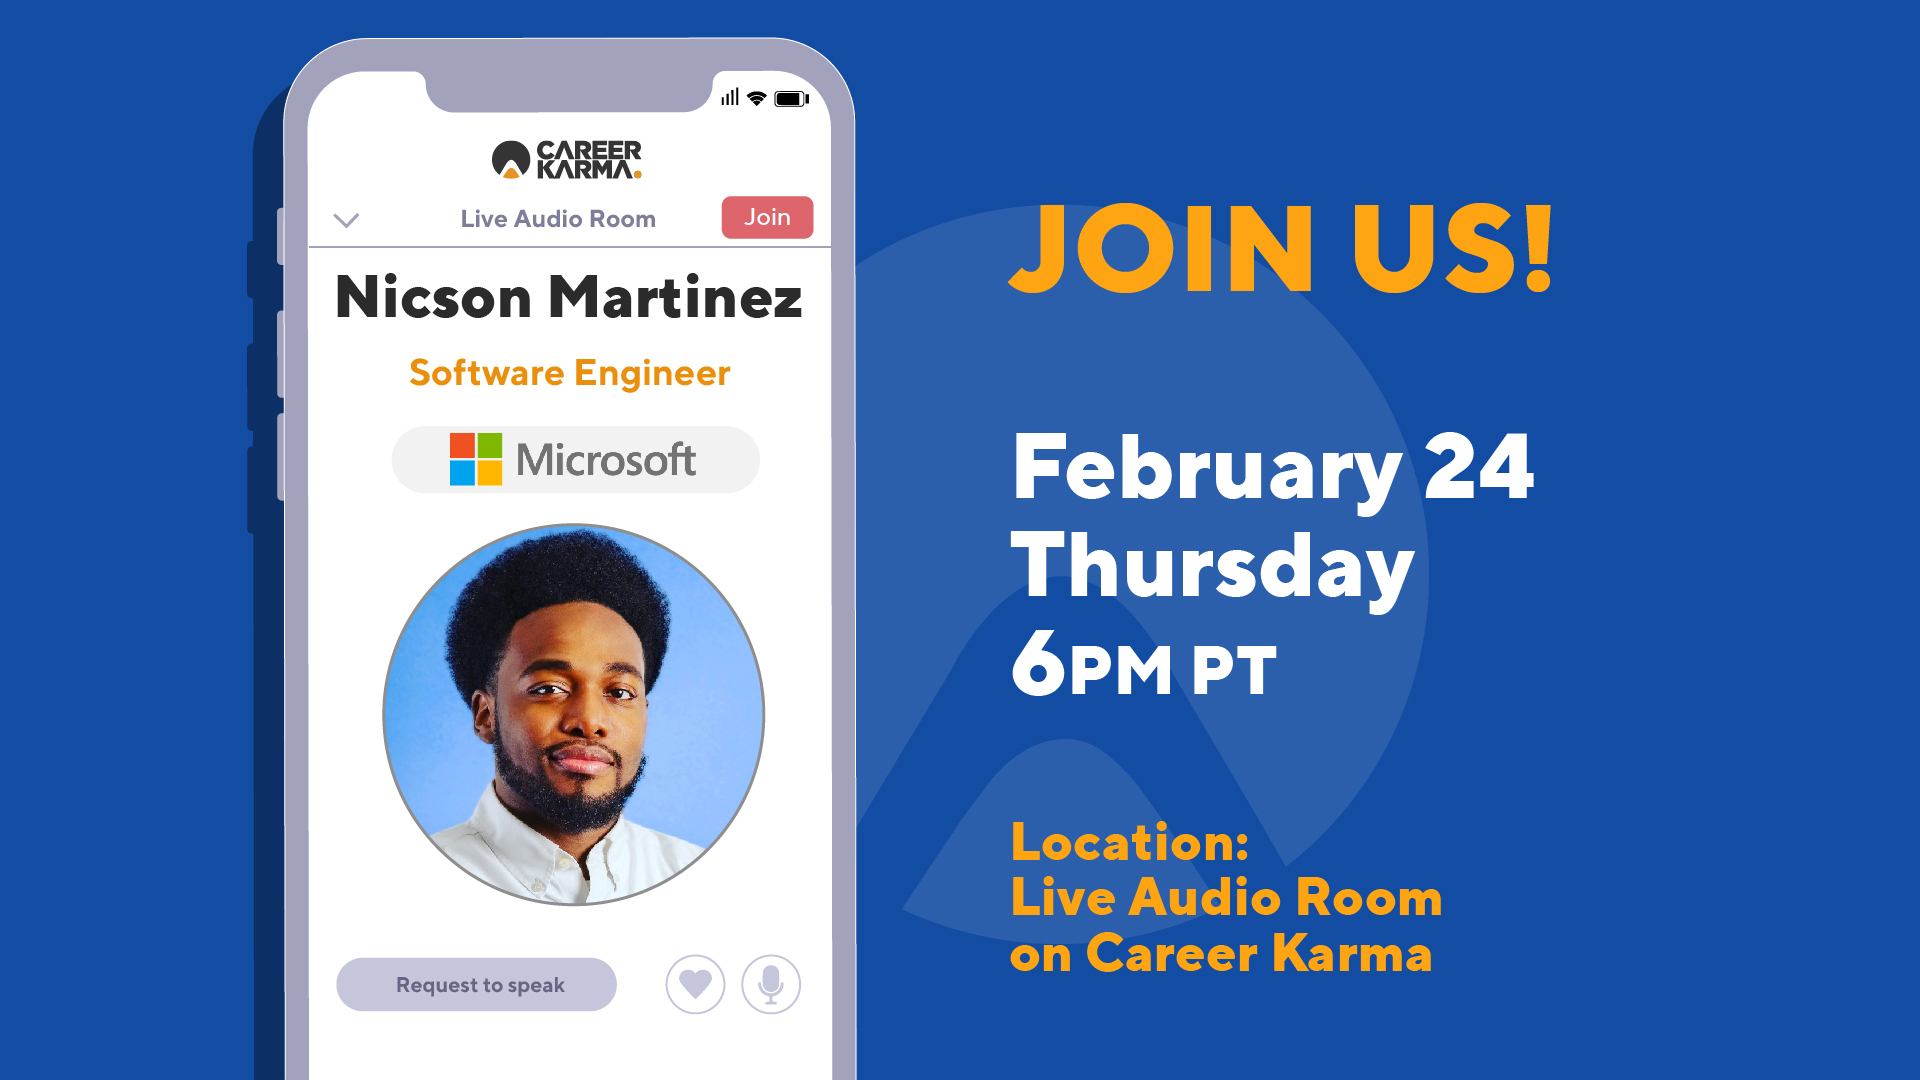 CAREER
KARMA.
Live Audio Room
Join
Nicson Martinez
Software Engineer
Microsoft
Request to speak
JOIN US!
February 24
Thursday
6PM PT
Location:
Live Audio Room
on Career Karma